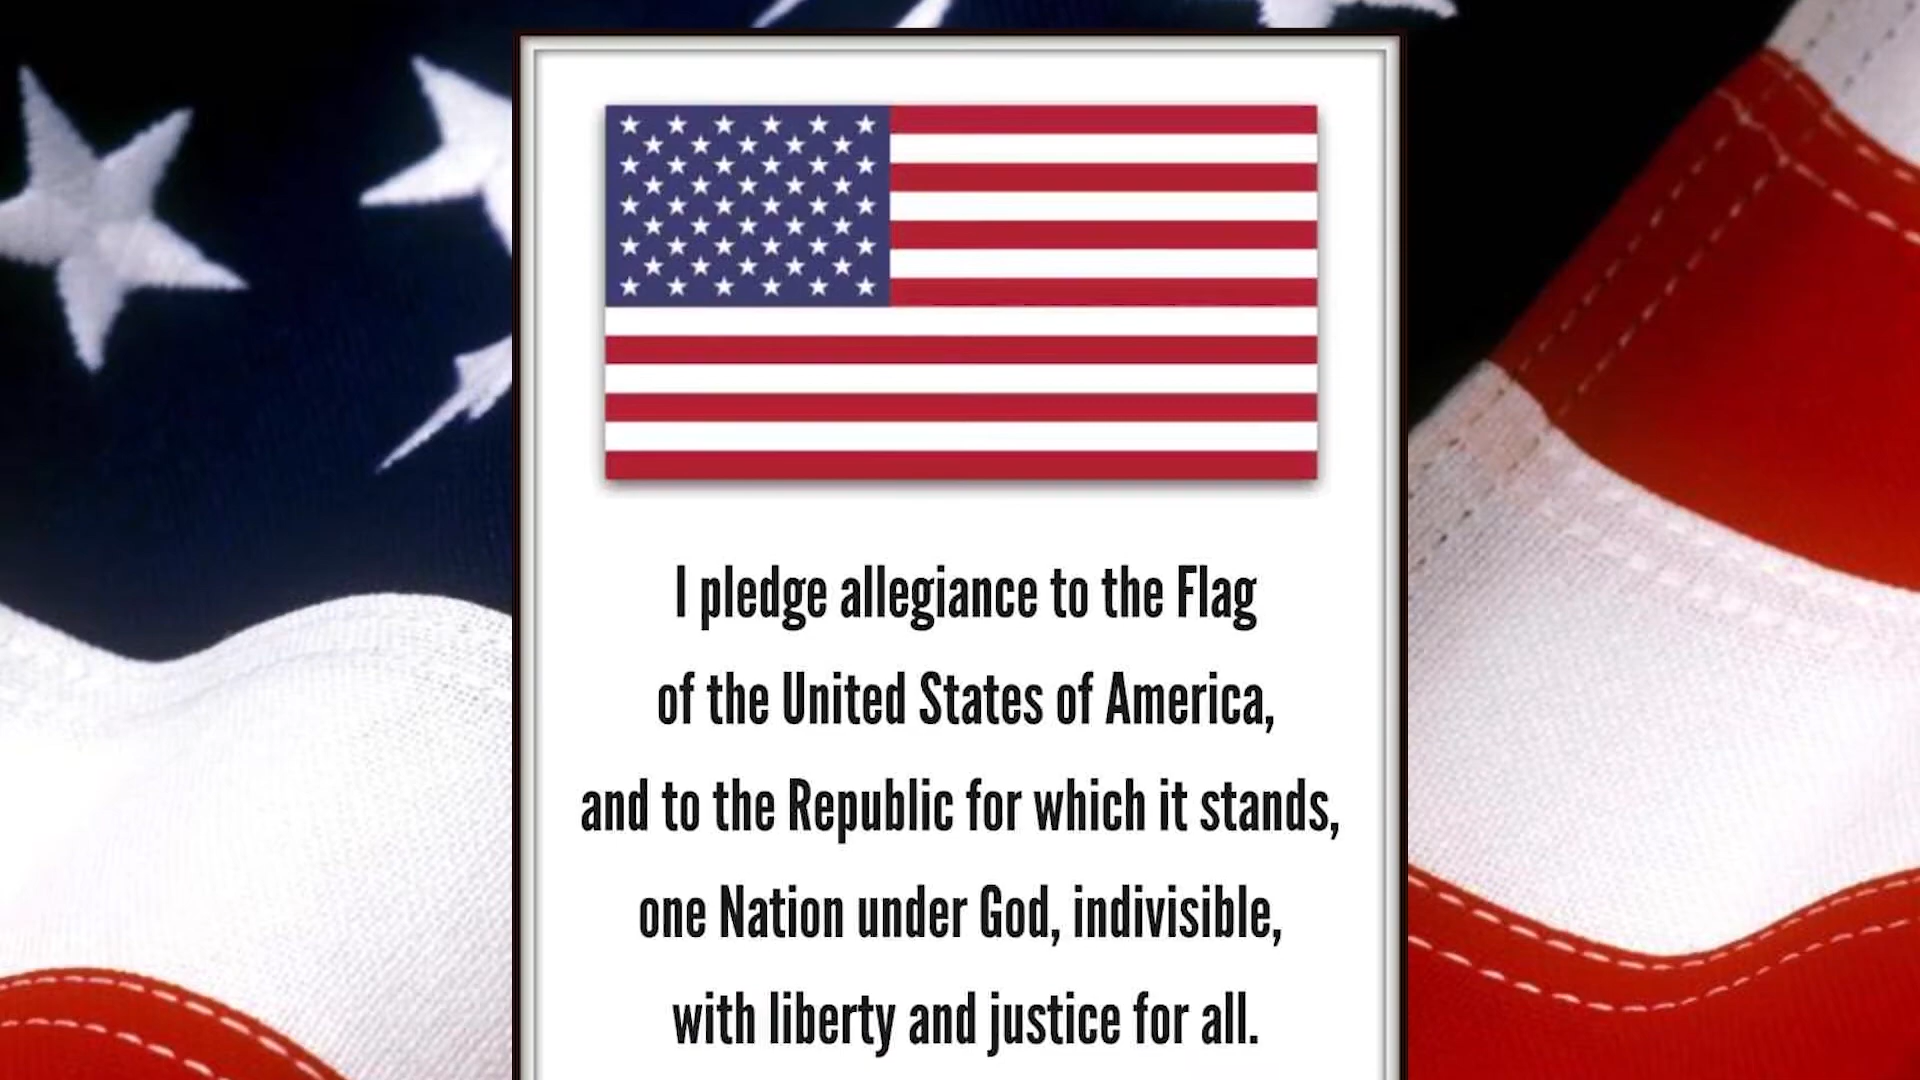 I pledge allegiance to the Flag
of the United States of America,
and to the Republic for which it stands,
one Nation under God, indivisible,
with liberty and justice for all.